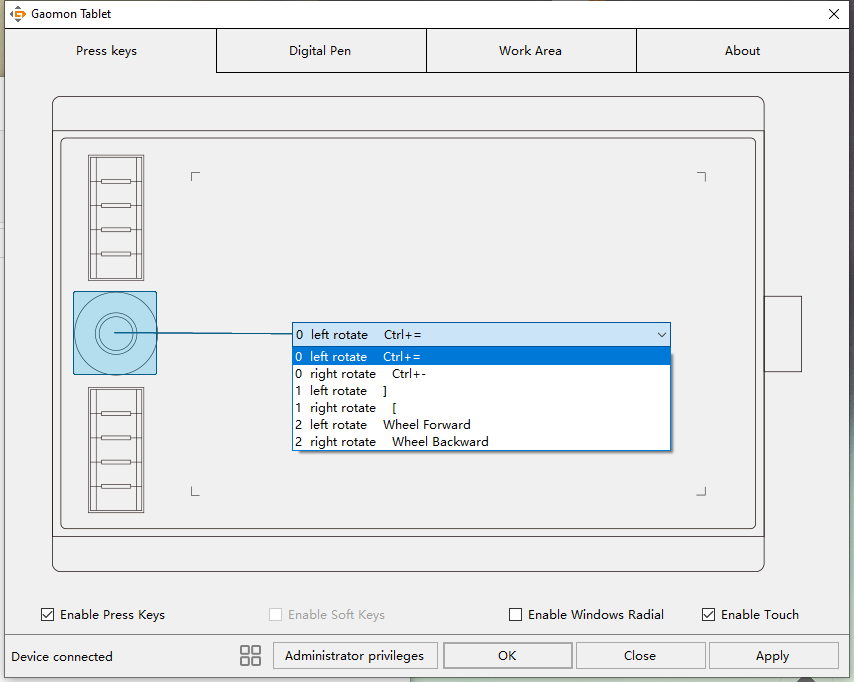 Gaomon Tablet
Press keys
Digital Pen
Work Area
About
0 left rotate Ctrl+=
0 left rotate Ctrl+=
0 right rotate Ctrl+-
1 left rotate ]
1 right rotate [
2 left rotate Wheel Forward
2 right rotate Wheel Backward
Enable Press Keys
Enable Soft Keys
Enable Windows Radial
Enable Touch
Device connected
Administrator privileges
OK
Close
Apply